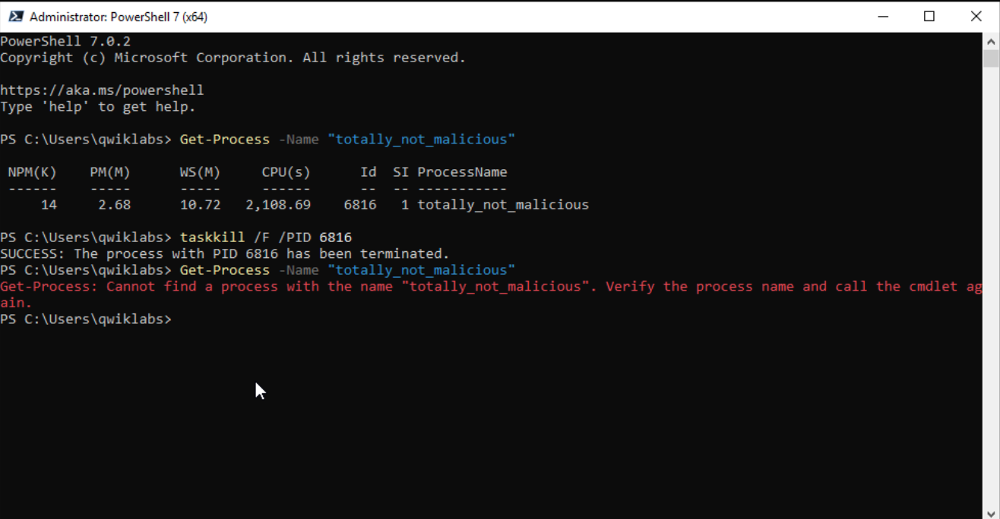 Administrator: PowerShell 7 (x64)
PowerShell 7.0.2
Copyright (c) Microsoft Corporation. All rights reserved.
https://aka.ms/powershell
Type 'help' to get help.
PS C:\Users\qwiklabs> Get-Process -Name "totally_not_malicious"
NPM(K) PM(M) WS(M) CPU(s) Id SI ProcessName
------ ----- ----- ------ -- -- -----------
14 2.68 10.72 2,108.69 6816 1 totally_not_malicious
PS C:\Users\qwiklabs> taskkill /F /PID 6816
SUCCESS: The process with PID 6816 has been terminated.
PS C:\Users\qwiklabs> Get-Process -Name "totally_not_malicious"
Get-Process: Cannot find a process with the name "totally_not_malicious". Verify the process name and call the cmdlet ag
ain.
PS C:\Users\qwiklabs>